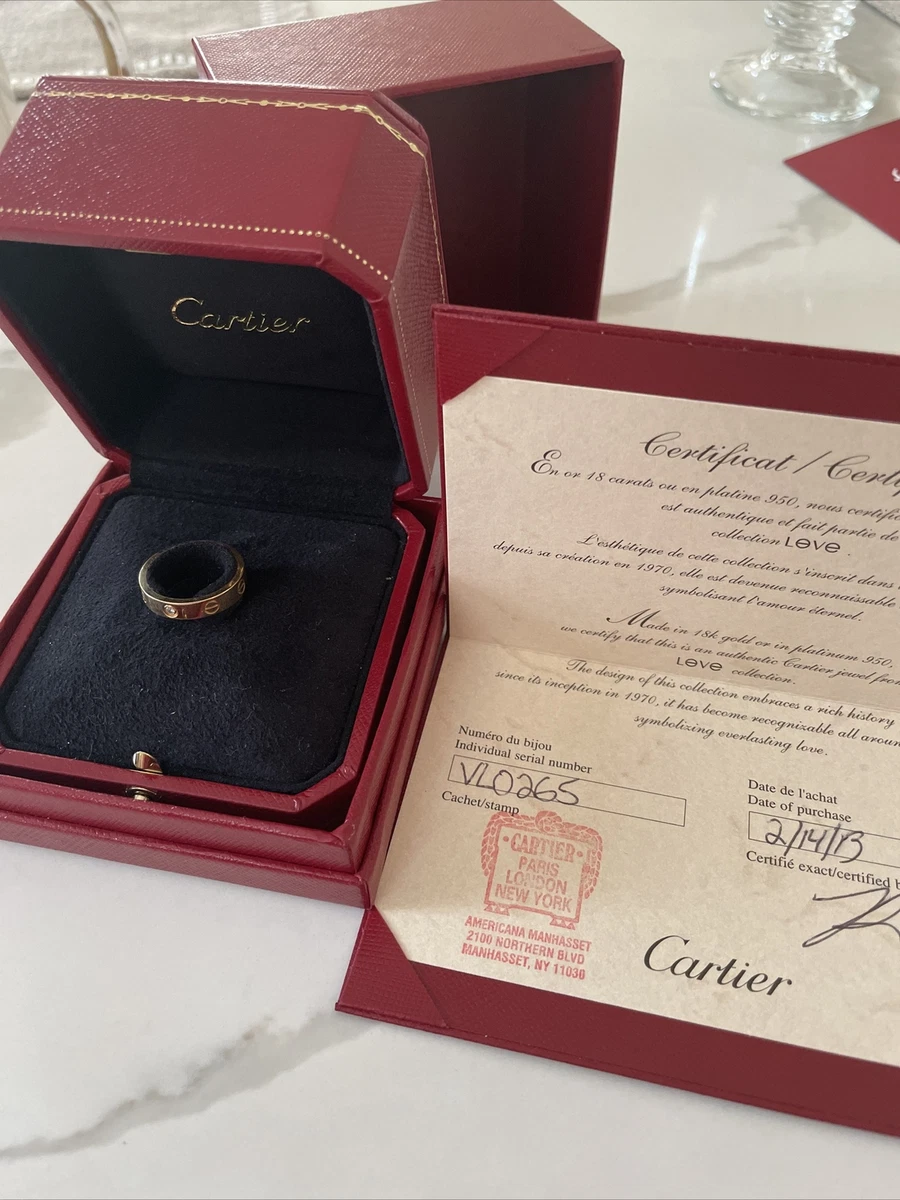 Cartier
LOVE
Certificat / Certif
En or 18 carats ou en platine 950, nous certifio
est authentique et fait partie de
collection LOVE .
L'esthétique de cette collection s'inscrit dans
depuis sa création en 1970, elle est devenue reconnaissable
symbolisant l'amour éternel.
Made in 18k gold or in platinum 950,
we certify that this is an authentic Cartier jewel from
LOVE collection.
The design of this collection embraces a rich history
since its inception in 1970, it has become recognizable all aroun
symbolizing everlasting love.
Numéro du bijou
Individual serial number
VLO265
Cachet/stamp
CARTIER
PARIS
LONDON
NEW YORK
AMERICANA MANHASSET
2100 NORTHERN BLVD
MANHASSET, NY 11030
Date de l'achat
Date of purchase
2/14/13
Certifié exact/certified b
Cartier